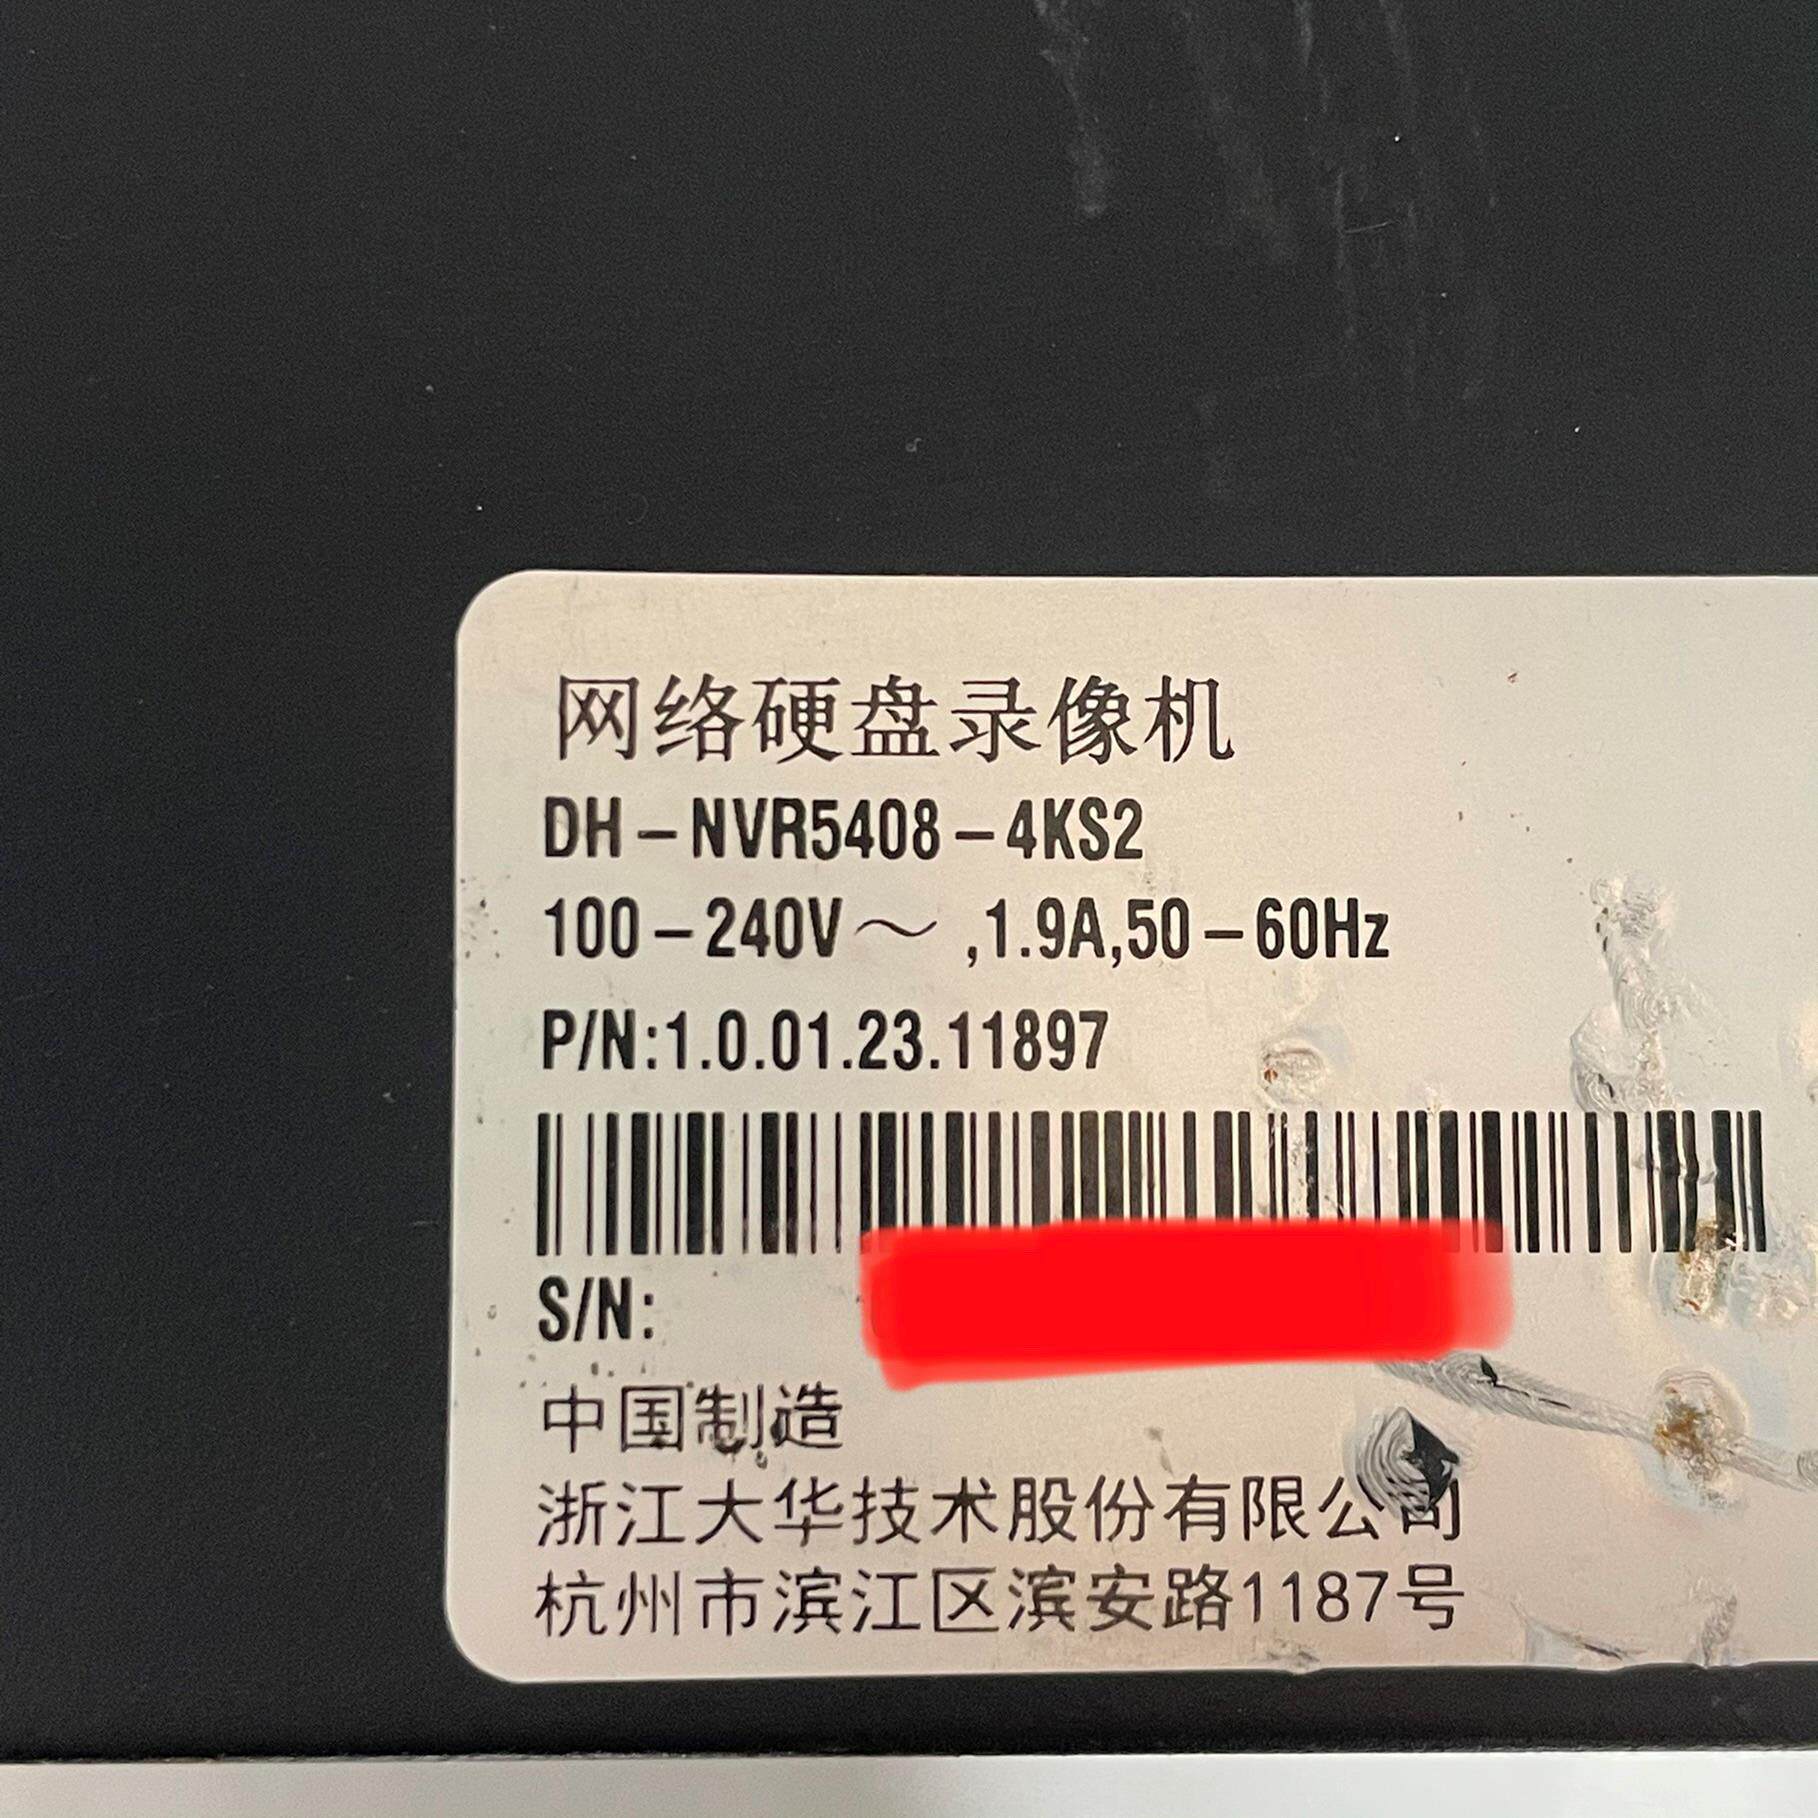 网络硬盘录像机
DH-NVR5408-4KS2
100-240V～,1.9A,50-60Hz
P/N:1.0.01.23.11897
S/N:
中国制造
浙江大华技术股份有限公司
杭州市滨江区滨安路1187号